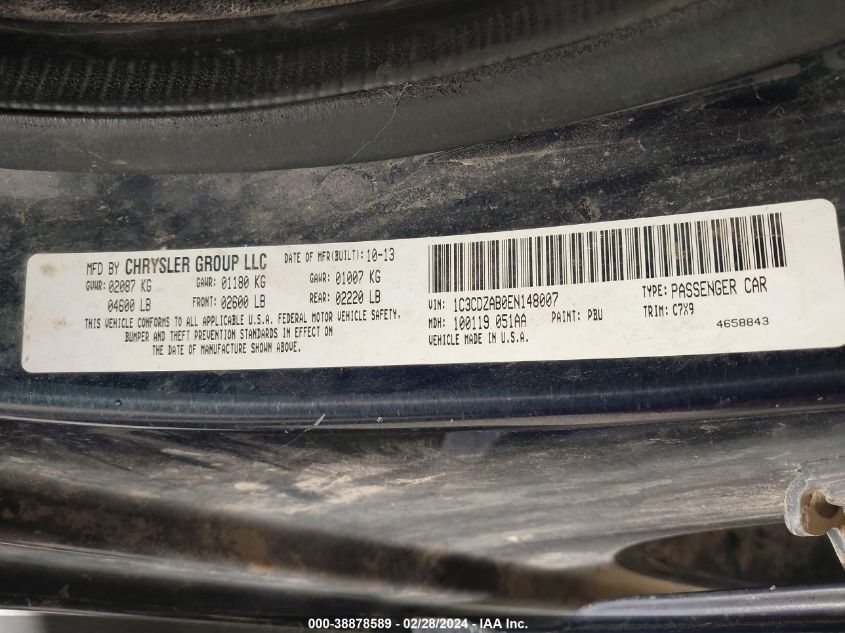 MFD BY CHRYSLER GROUP LLC DATE OF MFR(BUILT): 10-13
GVWR: 02087 KG GAWR: 01180 KG GAWR: 01007 KG
04600 LB FRONT: 02600 LB REAR: 02220 LB
THIS VEHICLE CONFORMS TO ALL APPLICABLE U.S.A. FEDERAL MOTOR VEHICLE SAFETY,
BUMPER AND THEFT PREVENTION STANDARDS IN EFFECT ON
THE DATE OF MANUFACTURE SHOWN ABOVE.
VIN: 1C3CDZAB0EN148007 TYPE: PASSENGER CAR
MDH: 100119 051AA PAINT: PBU TRIM: C7X9
VEHICLE MADE IN U.S.A. 4658843
000-38878589 - 02/28/2024 - IAA Inc.